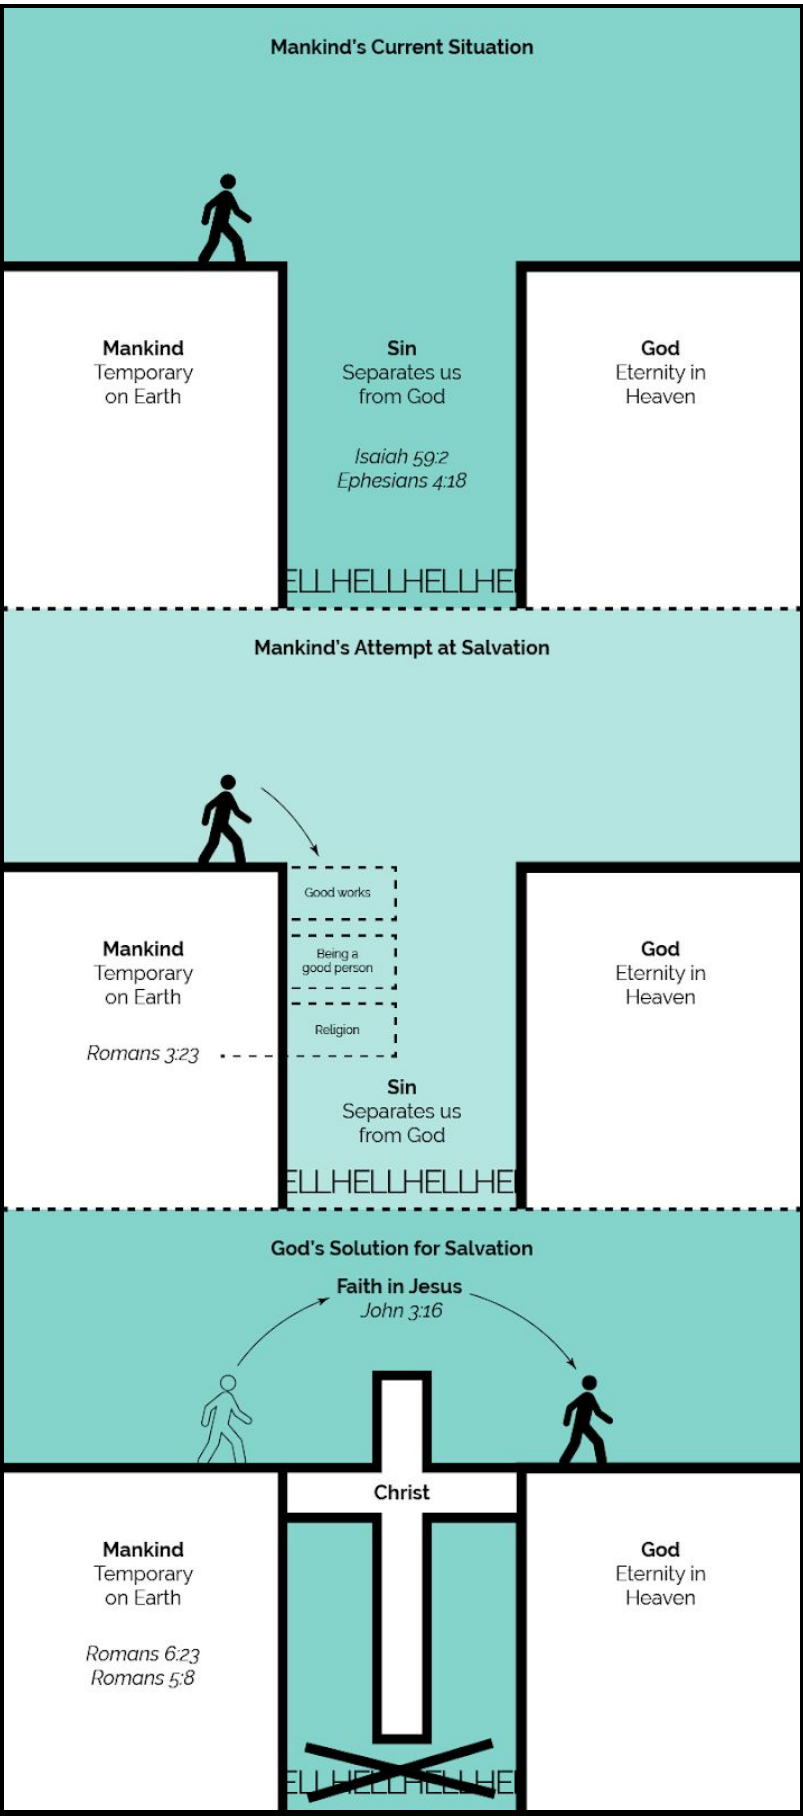 Mankind's Current Situation
Mankind
Temporary
on Earth
Sin
Separates us
from God
Isaiah 59:2
Ephesians 4:18
God
Eternity in
Heaven
ELLHELLHELLHE
Mankind's Attempt at Salvation
Good works
Being a
good person
Religion
Mankind
Temporary
on Earth
Romans 3:23
Sin
Separates us
from God
God
Eternity in
Heaven
ELLHELLHELLHE
God's Solution for Salvation
Faith in Jesus
John 3:16
Christ
Mankind
Temporary
on Earth
Romans 6:23
Romans 5:8
God
Eternity in
Heaven
ELLHELLHELLHE